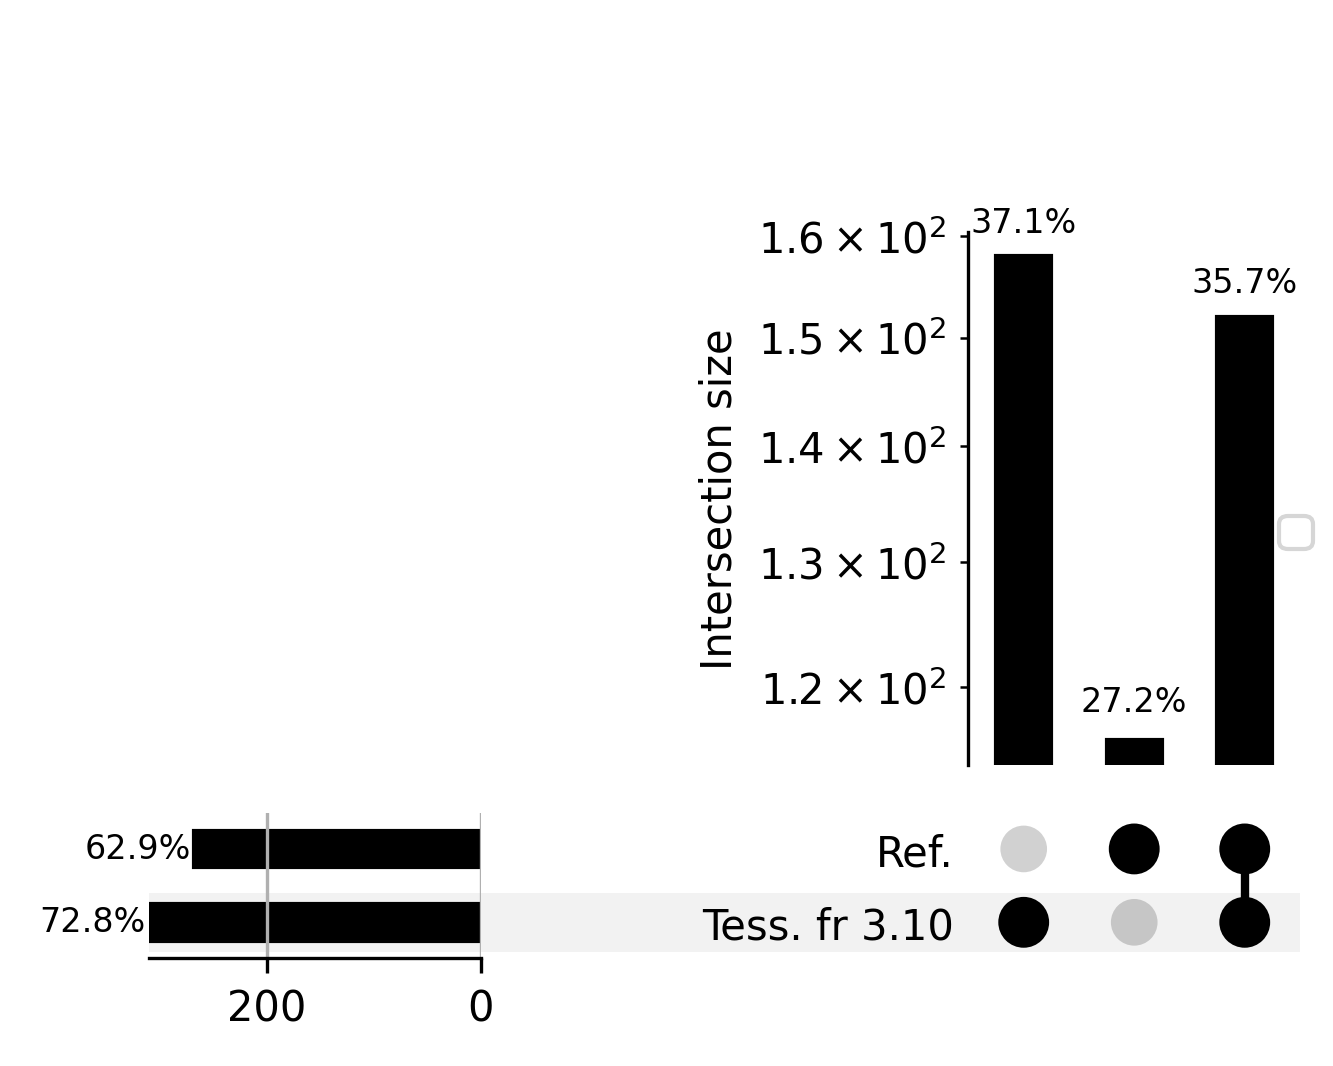 37.1%
1.6 × 10²
35.7%
1.5 × 10²
1.4 × 10²
1.3 × 10²
1.2 × 10²
Intersection size
27.2%
62.9%
Ref.
72.8%
Tess. fr 3.10
200 0